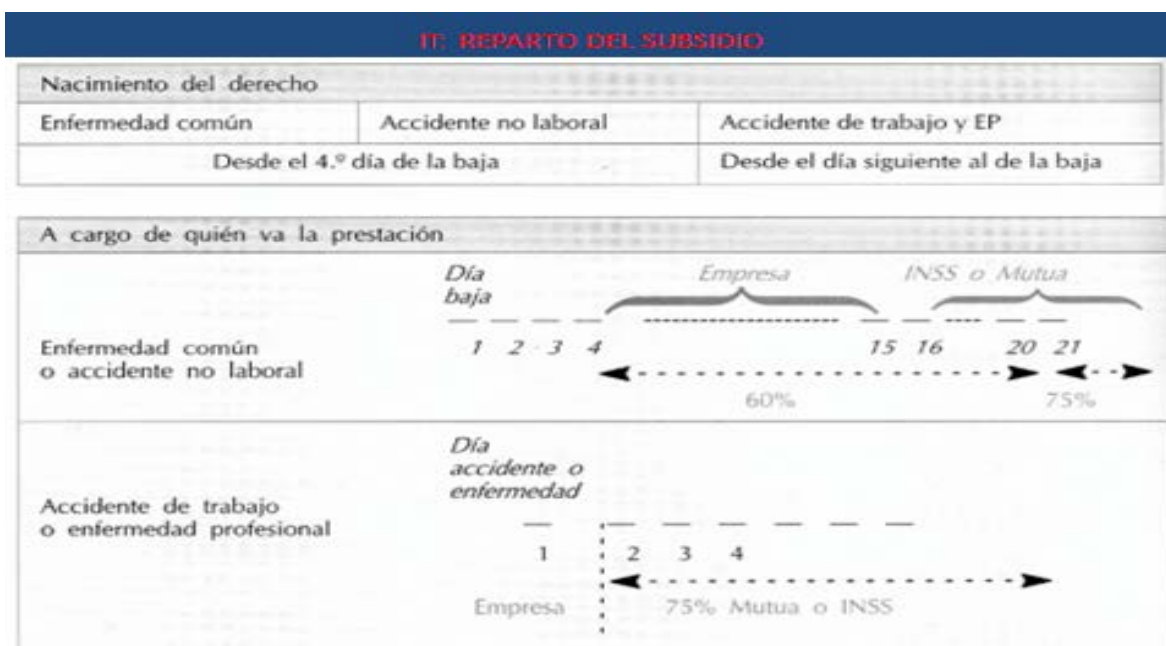 IT: REPARTO DEL SUBSIDIO
Nacimiento del derecho
Enfermedad común Accidente no laboral Accidente de trabajo y EP
Desde el 4.º día de la baja Desde el día siguiente al de la baja
A cargo de quién va la prestación
Día Empresa INSS o Mutua
baja
Enfermedad común 1 2 3 4 15 16 20 21
o accidente no laboral
60% 75%
Día
accidente o
enfermedad
Accidente de trabajo
o enfermedad profesional
1 2 3 4
Empresa 75% Mutua o INSS